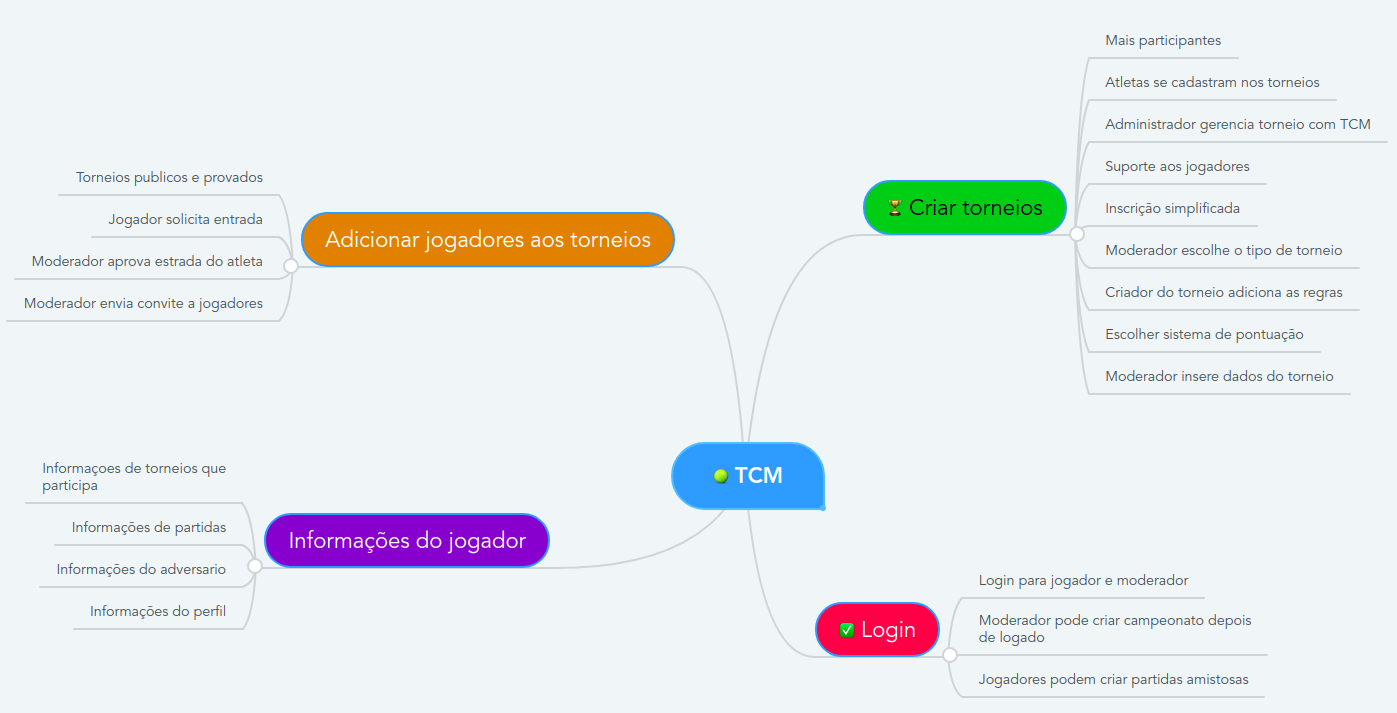 TCM
Criar torneios
Mais participantes
Atletas se cadastram nos torneios
Administrador gerencia torneio com TCM
Suporte aos jogadores
Inscrição simplificada
Moderador escolhe o tipo de torneio
Criador do torneio adiciona as regras
Escolher sistema de pontuação
Moderador insere dados do torneio
Login
Login para jogador e moderador
Moderador pode criar campeonato depois
de logado
Jogadores podem criar partidas amistosas
Adicionar jogadores aos torneios
Torneios publicos e provados
Jogador solicita entrada
Moderador aprova estrada do atleta
Moderador envia convite a jogadores
Informações do jogador
Informaçoes de torneios que
participa
Informações de partidas
Informações do adversario
Informações do perfil